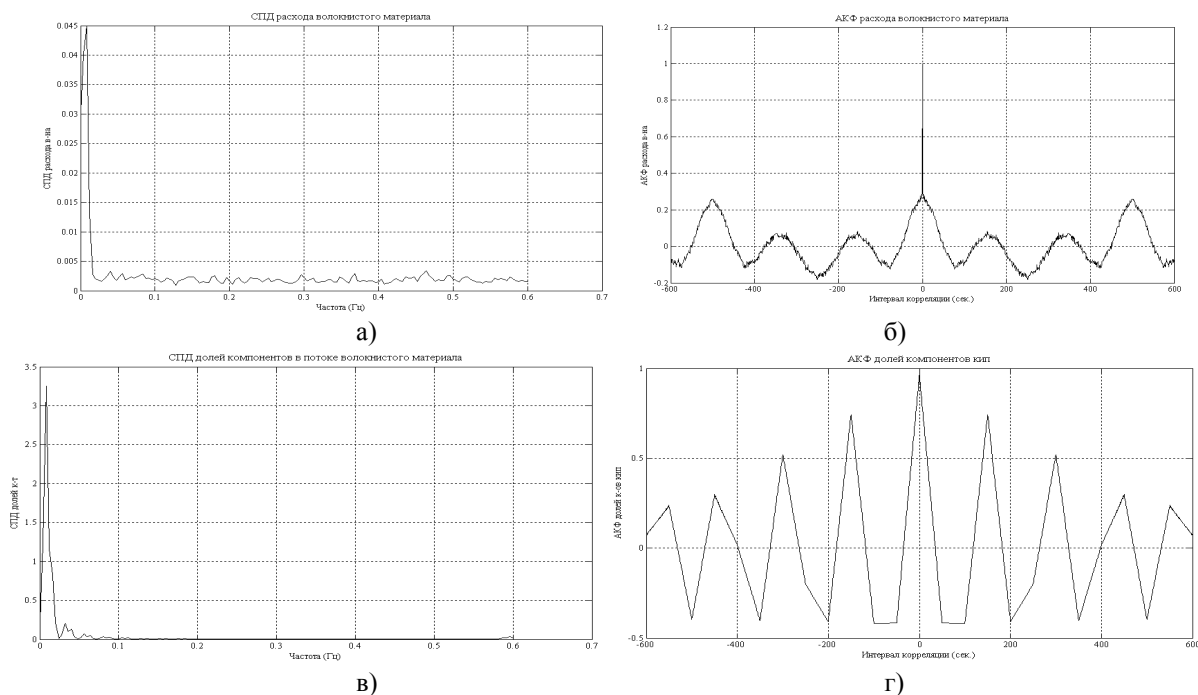 СПД расхода волокнистого материала
0.045
0.04
0.035
0.03
0.025
0.02
0.015
0.01
0.005
0
СПД расхода в-на
0 0.1 0.2 0.3 0.4 0.5 0.6 0.7
Частота (Гц)
а)
АКФ расхода волокнистого материала
1.2
1
0.8
0.6
0.4
0.2
0
-0.2
АКФ расхода в-на
-600 -400 -200 0 200 400 600
Интервал корреляции (сек.)
б)
СПД долей компонентов в потоке волокнистого материала
3.5
3
2.5
2
1.5
1
0.5
0
СПД долей к-т
0 0.1 0.2 0.3 0.4 0.5 0.6 0.7
Частота (Гц)
в)
АКФ долей компонентов кип
1
0.5
0
-0.5
АКФ долей к-ов кип
-600 -400 -200 0 200 400 600
Интервал корреляции (сек.)
г)